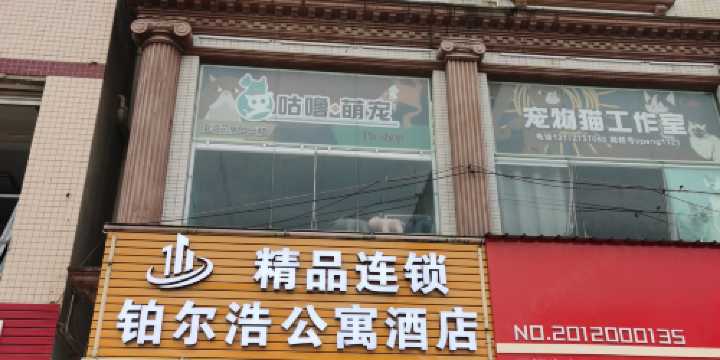 咕噜 萌宠
宠物猫工作室
精品连锁
铂尔浩公寓酒店
NO.2012000135